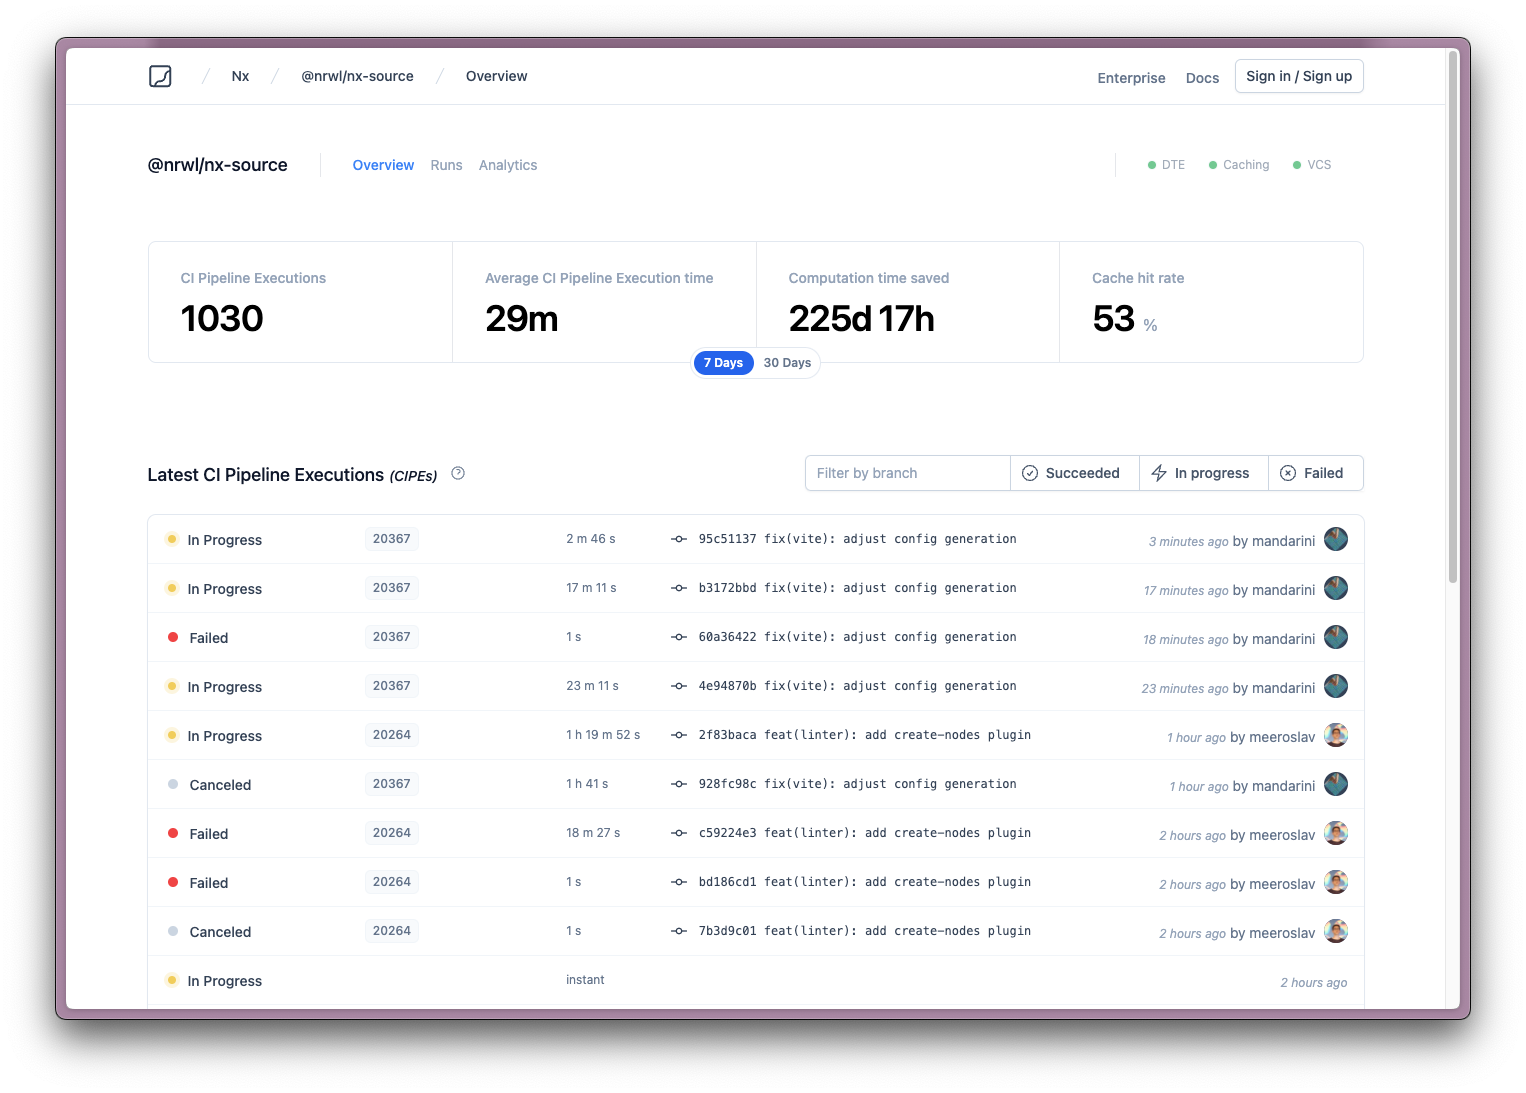 Nx / @nrwl/nx-source / Overview
Enterprise Docs Sign in / Sign up
@nrwl/nx-source Overview Runs Analytics DTE Caching VCS
CI Pipeline Executions
1030
Average CI Pipeline Execution time
29m
Computation time saved
225d 17h
Cache hit rate
53 %
7 Days 30 Days
Latest CI Pipeline Executions (CIPEs)
Filter by branch Succeeded In progress Failed
In Progress 20367 2 m 46 s 95c51137 fix(vite): adjust config generation 3 minutes ago by mandarini
In Progress 20367 17 m 11 s b3172bbd fix(vite): adjust config generation 17 minutes ago by mandarini
Failed 20367 1 s 60a36422 fix(vite): adjust config generation 18 minutes ago by mandarini
In Progress 20367 23 m 11 s 4e94870b fix(vite): adjust config generation 23 minutes ago by mandarini
In Progress 20264 1 h 19 m 52 s 2f83baca feat(linter): add create-nodes plugin 1 hour ago by meeroslav
Canceled 20367 1 h 41 s 928fc98c fix(vite): adjust config generation 1 hour ago by mandarini
Failed 20264 18 m 27 s c59224e3 feat(linter): add create-nodes plugin 2 hours ago by meeroslav
Failed 20264 1 s bd186cd1 feat(linter): add create-nodes plugin 2 hours ago by meeroslav
Canceled 20264 1 s 7b3d9c01 feat(linter): add create-nodes plugin 2 hours ago by meeroslav
In Progress instant 2 hours ago